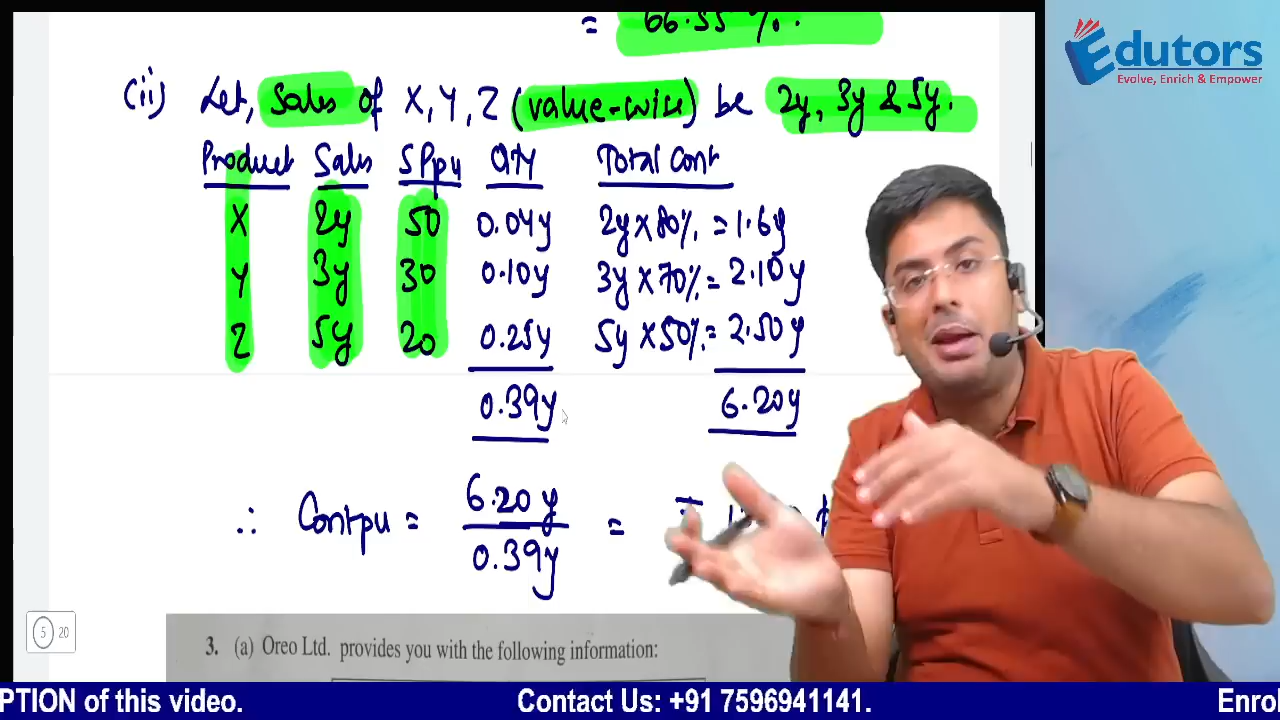 = 66.55 %.
Edutors
Evolve, Enrich & Empower
(ii) Let, Sales of X, Y, Z (value-wise) be 2y, 3y & 5y.
Product Sales SPpu Qty Total Cont
X 2y 50 0.04y 2y x 80% = 1.6y
Y 3y 30 0.10y 3y x 70% = 2.10y
Z 5y 20 0.25y 5y x 50% = 2.50y
0.39y 6.20y
∴ Contpu = 6.20y
0.39y =
5 20
3. (a) Oreo Ltd. provides you with the following information:
PTION of this video. Contact Us: +91 7596941141. Enrol